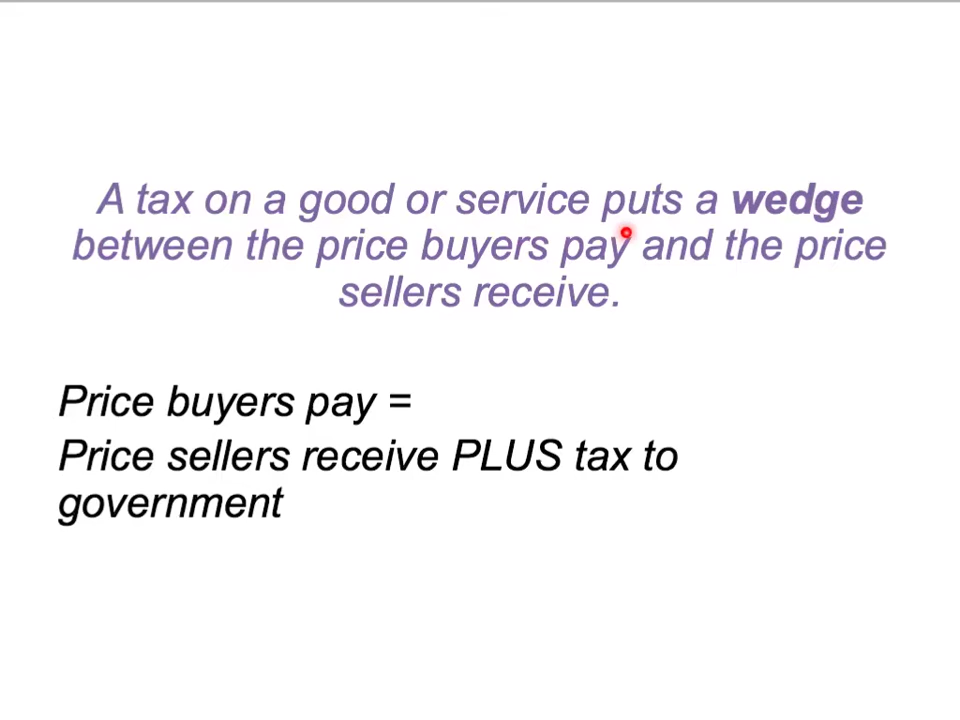 A tax on a good or service puts a wedge
between the price buyers pay and the price
sellers receive.
Price buyers pay =
Price sellers receive PLUS tax to
government